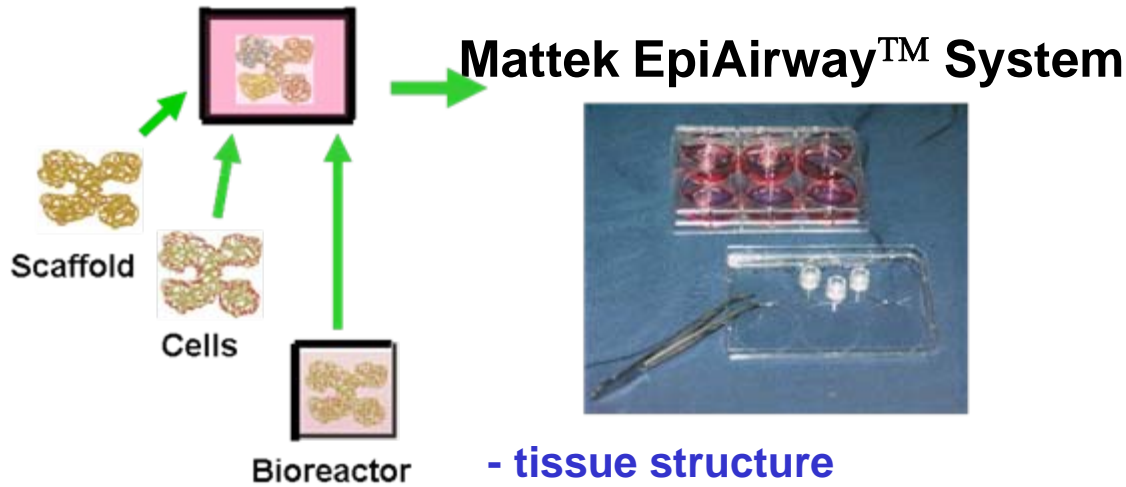 Mattek EpiAirway™ System
Scaffold
Cells
Bioreactor
- tissue structure